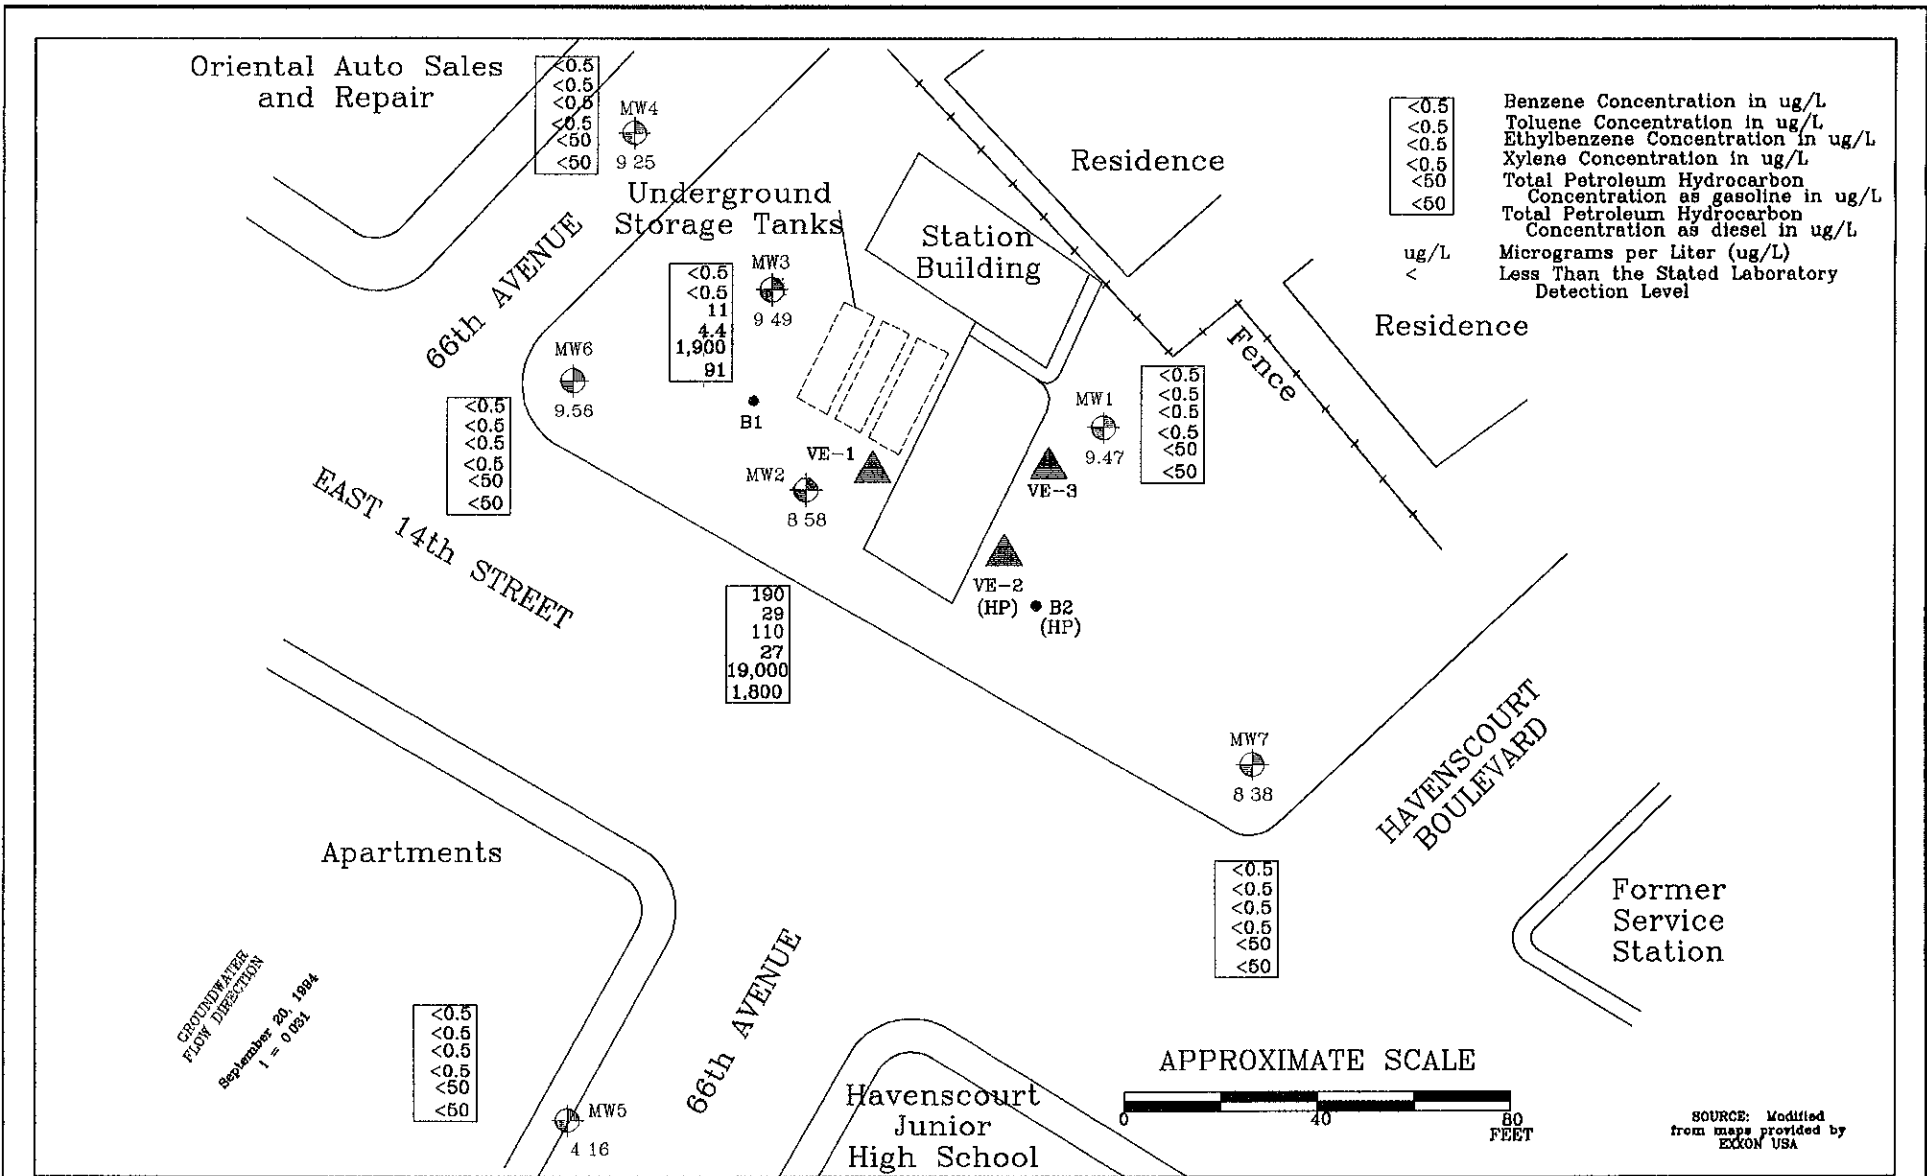 Oriental Auto Sales
and Repair
<0.5
<0.5
<0.5
<0.5
<50
<50
MW4
9 25
Residence
<0.5
<0.5
<0.5
<0.5
<50
<50
Benzene Concentration in ug/L
Toluene Concentration in ug/L
Ethylbenzene Concentration in ug/L
Xylene Concentration in ug/L
Total Petroleum Hydrocarbon
Concentration as gasoline in ug/L
Total Petroleum Hydrocarbon
Concentration as diesel in ug/L
ug/L Micrograms per Liter (ug/L)
< Less Than the Stated Laboratory
Detection Level
Underground
Storage Tanks
Station
Building
66th AVENUE
<0.5
<0.5
11
4.4
1,900
91
MW3
9 49
Residence
Fence
MW6
9.56
B1
<0.5
<0.5
<0.5
<0.5
<50
<50
MW1
9.47
<0.5
<0.5
<0.5
<0.5
<50
<50
VE-1
MW2
8 58
VE-3
EAST 14th STREET
VE-2
(HP)
B2
(HP)
190
29
110
27
19,000
1,800
MW7
8 38
HAVENSCOURT
BOULEVARD
Apartments
<0.5
<0.5
<0.5
<0.5
<50
<50
Former
Service
Station
GROUNDWATER
FLOW DIRECTION
September 20, 1994
i = 0 031
<0.5
<0.5
<0.5
<0.5
<50
<50
MW5
4 16
66th AVENUE
Havenscourt
Junior
High School
APPROXIMATE SCALE
0 40 80
FEET
SOURCE: Modified
from maps provided by
EXXON USA